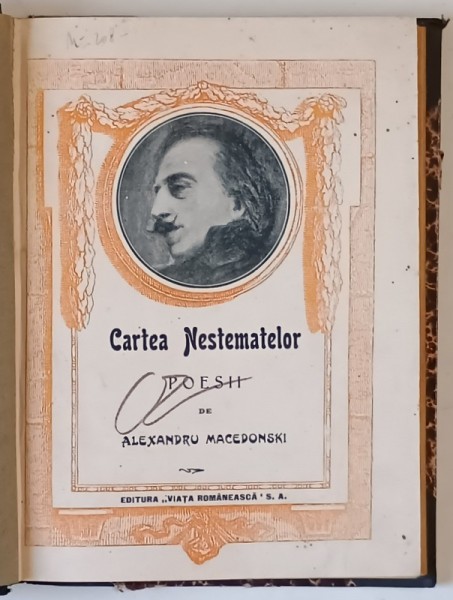 Cartea Nestematelor
POESII
DE
ALEXANDRU MACEDONSKI
EDITURA „VIAȚA ROMÂNEASCĂ' S. A.